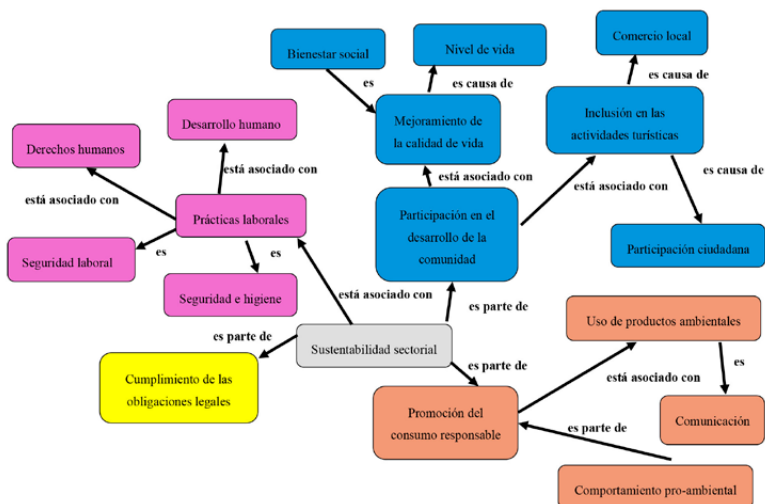 Comercio local
Bienestar social
Nivel de vida
es
es causa de
es causa de
Mejoramiento de
la calidad de vida
Inclusión en las
actividades turísticas
Desarrollo humano
Derechos humanos
está asociado con
está asociado con
está asociado con
es causa de
está asociado con
Prácticas laborales
Participación en el
desarrollo de la
comunidad
es
es
Seguridad laboral
Participación ciudadana
Seguridad e higiene
está asociado con
es parte de
Uso de productos ambientales
es parte de
Sustentabilidad sectorial
es parte de
es
está asociado con
Cumplimiento de las
obligaciones legales
Promoción del
consumo responsable
es parte de
Comunicación
Comportamiento pro-ambiental